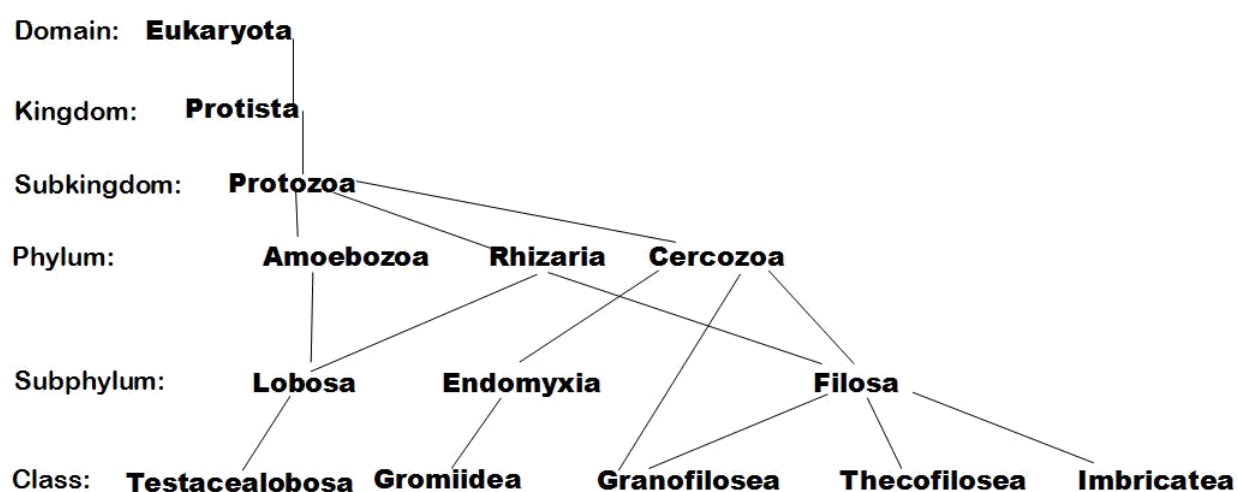 Domain: Eukaryota
Kingdom: Protista
Subkingdom: Protozoa
Phylum: Amoebozoa Rhizaria Cercozoa
Subphylum: Lobosa Endomyxia Filosa
Class: Testacealobosa Gromiidea Granofilosea Thecofilosea Imbricatea